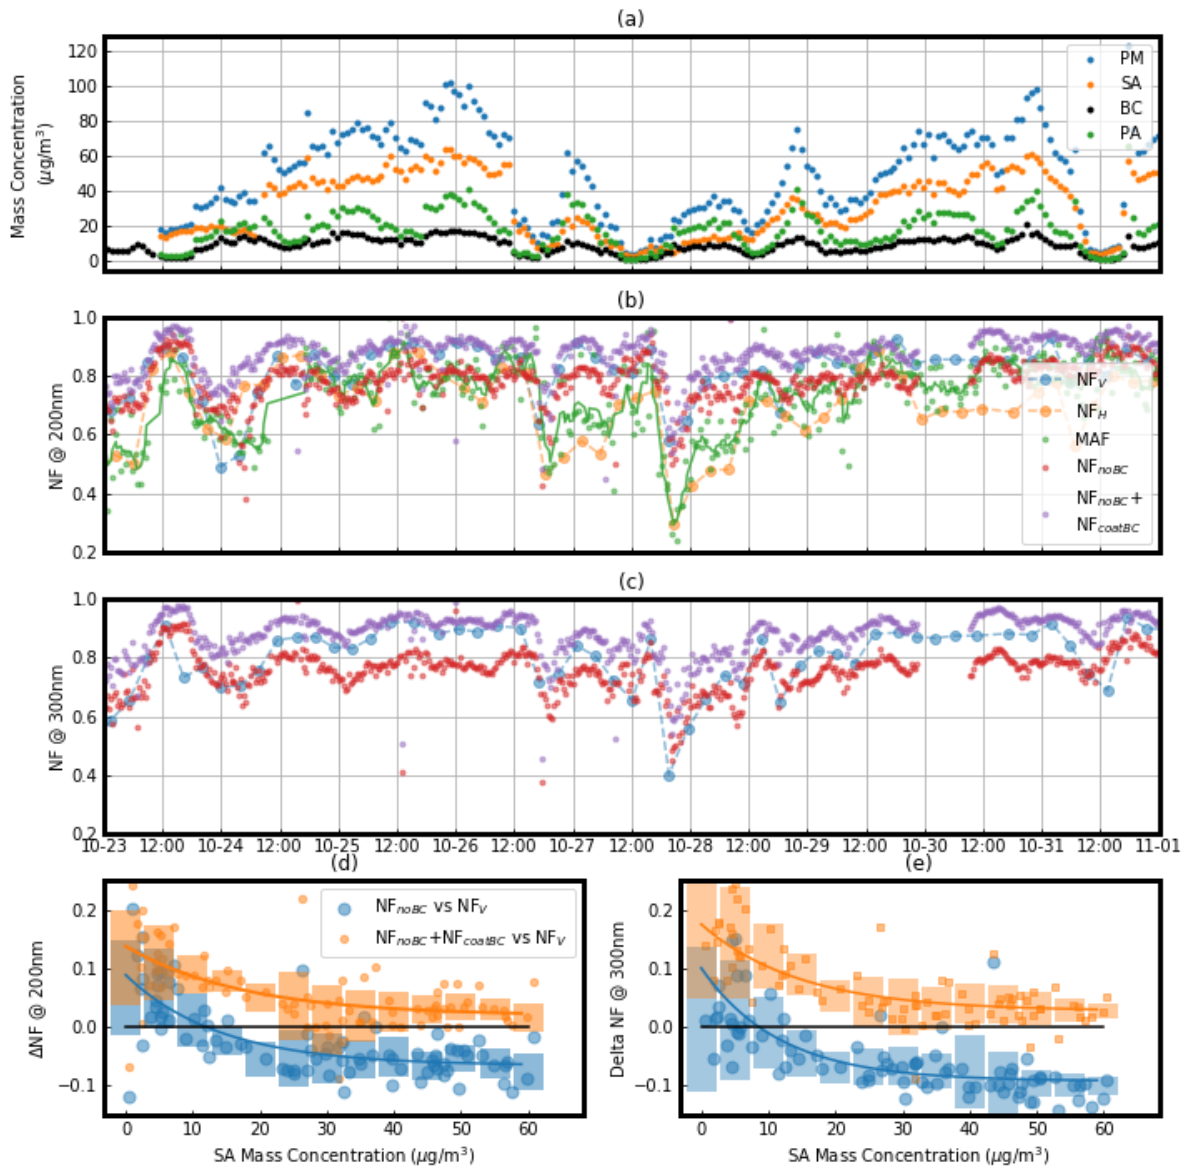 (a)
Mass Concentration
(μg/m³)
120
100
80
60
40
20
0
PM
SA
BC
PA
(b)
NF @ 200nm
1.0
0.8
0.6
0.4
0.2
NF_V
NF_H
MAF
NF_noBC
NF_noBC+
NF_coatBC
(c)
NF @ 300nm
1.0
0.8
0.6
0.4
0.2
10-23 12:00 10-24 12:00 10-25 12:00 10-26 12:00 10-27 12:00 10-28 12:00 10-29 12:00 10-30 12:00 10-31 12:00 11-01
(d)
ΔNF @ 200nm
0.2
0.1
0.0
−0.1
NF_noBC vs NF_V
NF_noBC+NF_coatBC vs NF_V
0 10 20 30 40 50 60
SA Mass Concentration (μg/m³)
(e)
Delta NF @ 300nm
0.2
0.1
0.0
−0.1
0 10 20 30 40 50 60
SA Mass Concentration (μg/m³)